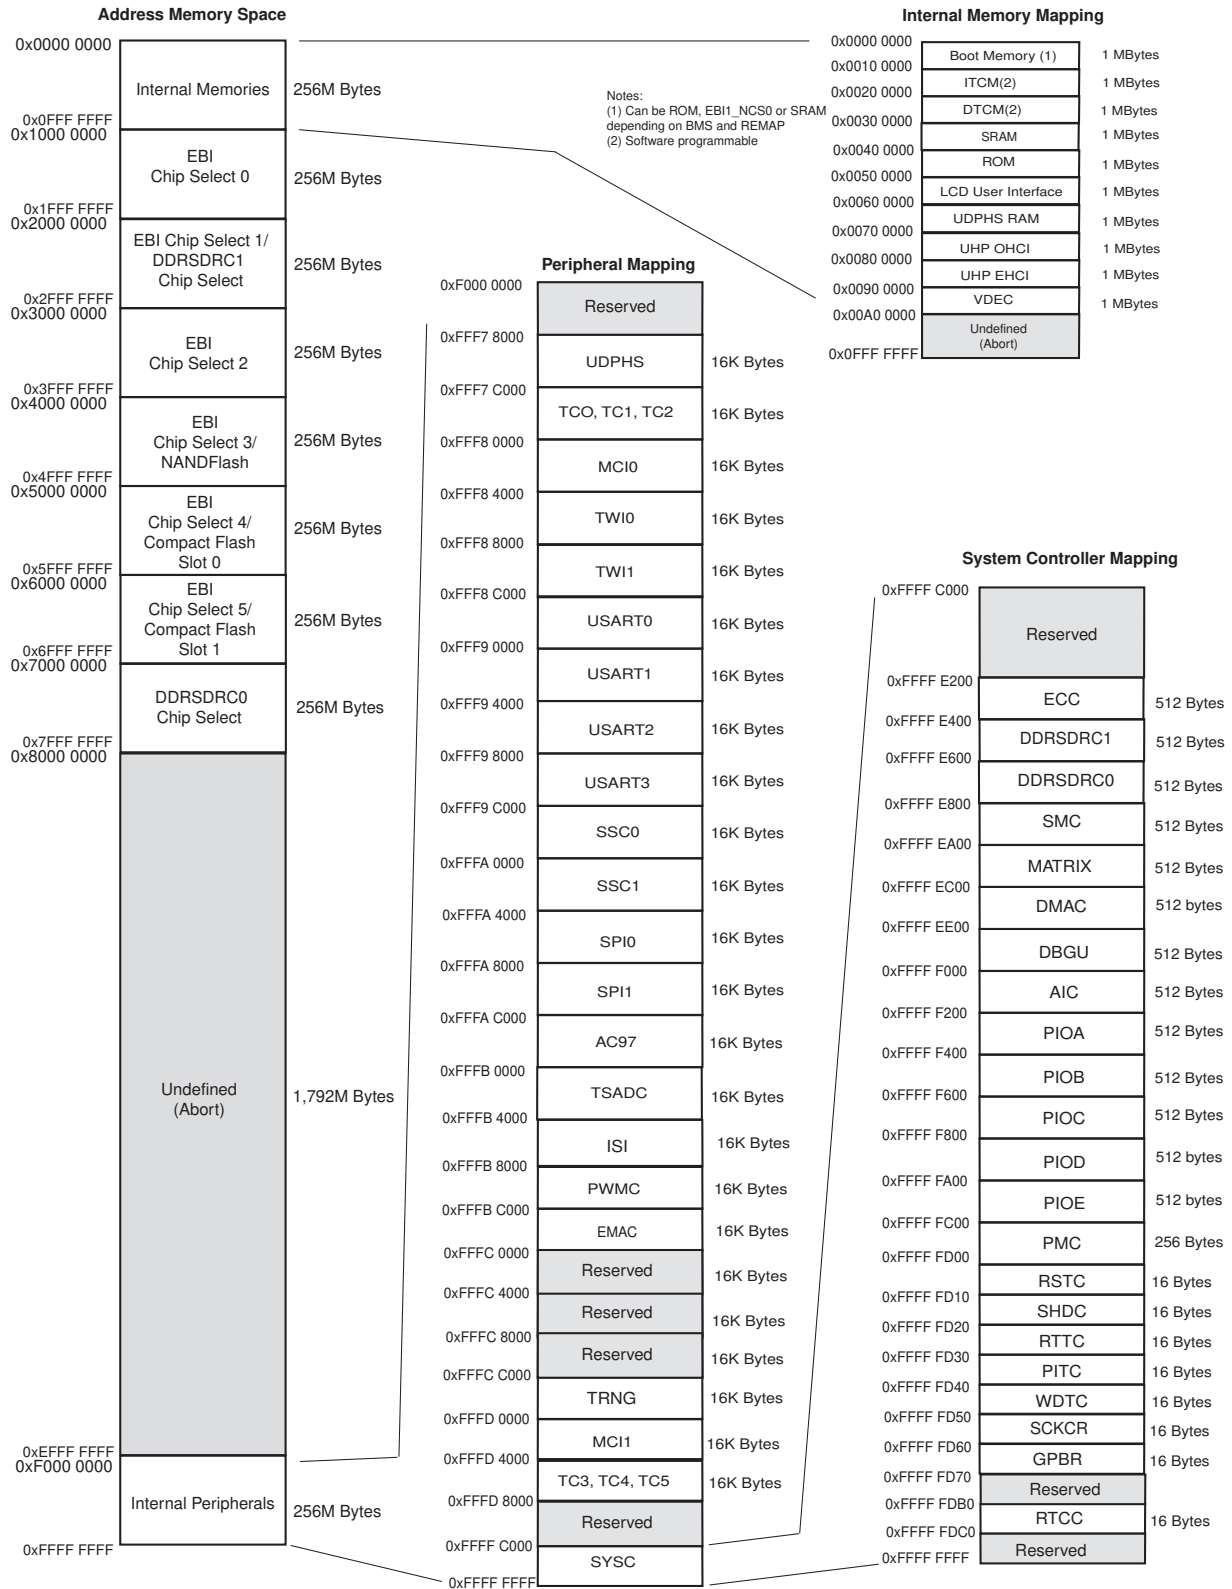 Address Memory Space
0x0000 0000
Internal Memories
256M Bytes
0x0FFF FFFF
0x1000 0000
EBI
Chip Select 0
256M Bytes
0x1FFF FFFF
0x2000 0000
EBI Chip Select 1/
DDRSDRC1
Chip Select
256M Bytes
0x2FFF FFFF
0x3000 0000
EBI
Chip Select 2
256M Bytes
0x3FFF FFFF
0x4000 0000
EBI
Chip Select 3/
NANDFlash
256M Bytes
0x4FFF FFFF
0x5000 0000
EBI
Chip Select 4/
Compact Flash
Slot 0
256M Bytes
0x5FFF FFFF
0x6000 0000
EBI
Chip Select 5/
Compact Flash
Slot 1
256M Bytes
0x6FFF FFFF
0x7000 0000
DDRSDRC0
Chip Select
256M Bytes
0x7FFF FFFF
0x8000 0000
Undefined
(Abort)
1,792M Bytes
0xEFFF FFFF
0xF000 0000
Internal Peripherals
256M Bytes
0xFFFF FFFF
Peripheral Mapping
0xF000 0000
Reserved
0xFFF7 8000
UDPHS
16K Bytes
0xFFF7 C000
TCO, TC1, TC2
16K Bytes
0xFFF8 0000
MCI0
16K Bytes
0xFFF8 4000
TWI0
16K Bytes
0xFFF8 8000
TWI1
16K Bytes
0xFFF8 C000
USART0
16K Bytes
0xFFF9 0000
USART1
16K Bytes
0xFFF9 4000
USART2
16K Bytes
0xFFF9 8000
USART3
16K Bytes
0xFFF9 C000
SSC0
16K Bytes
0xFFFA 0000
SSC1
16K Bytes
0xFFFA 4000
SPI0
16K Bytes
0xFFFA 8000
SPI1
16K Bytes
0xFFFA C000
AC97
16K Bytes
0xFFFB 0000
TSADC
16K Bytes
0xFFFB 4000
ISI
16K Bytes
0xFFFB 8000
PWMC
16K Bytes
0xFFFB C000
EMAC
16K Bytes
0xFFFC 0000
Reserved
16K Bytes
0xFFFC 4000
Reserved
16K Bytes
0xFFFC 8000
Reserved
16K Bytes
0xFFFC C000
TRNG
16K Bytes
0xFFFD 0000
MCI1
16K Bytes
0xFFFD 4000
TC3, TC4, TC5
16K Bytes
0xFFFD 8000
Reserved
0xFFFF C000
SYSC
0xFFFF FFFF
Notes:
(1) Can be ROM, EBI1_NCS0 or SRAM
depending on BMS and REMAP
(2) Software programmable
Internal Memory Mapping
0x0000 0000
Boot Memory (1)
1 MBytes
0x0010 0000
ITCM(2)
1 MBytes
0x0020 0000
DTCM(2)
1 MBytes
0x0030 0000
SRAM
1 MBytes
0x0040 0000
ROM
1 MBytes
0x0050 0000
LCD User Interface
1 MBytes
0x0060 0000
UDPHS RAM
1 MBytes
0x0070 0000
UHP OHCI
1 MBytes
0x0080 0000
UHP EHCI
1 MBytes
0x0090 0000
VDEC
1 MBytes
0x00A0 0000
Undefined
(Abort)
0x0FFF FFFF
System Controller Mapping
0xFFFF C000
Reserved
0xFFFF E200
ECC
512 Bytes
0xFFFF E400
DDRSDRC1
512 Bytes
0xFFFF E600
DDRSDRC0
512 Bytes
0xFFFF E800
SMC
512 Bytes
0xFFFF EA00
MATRIX
512 Bytes
0xFFFF EC00
DMAC
512 bytes
0xFFFF EE00
DBGU
512 Bytes
0xFFFF F000
AIC
512 Bytes
0xFFFF F200
PIOA
512 Bytes
0xFFFF F400
PIOB
512 Bytes
0xFFFF F600
PIOC
512 Bytes
0xFFFF F800
PIOD
512 bytes
0xFFFF FA00
PIOE
512 bytes
0xFFFF FC00
PMC
256 Bytes
0xFFFF FD00
RSTC
16 Bytes
0xFFFF FD10
SHDC
16 Bytes
0xFFFF FD20
RTTC
16 Bytes
0xFFFF FD30
PITC
16 Bytes
0xFFFF FD40
WDTC
16 Bytes
0xFFFF FD50
SCKCR
16 Bytes
0xFFFF FD60
GPBR
16 Bytes
0xFFFF FD70
Reserved
0xFFFF FDB0
RTCC
16 Bytes
0xFFFF FDC0
Reserved
0xFFFF FFFF